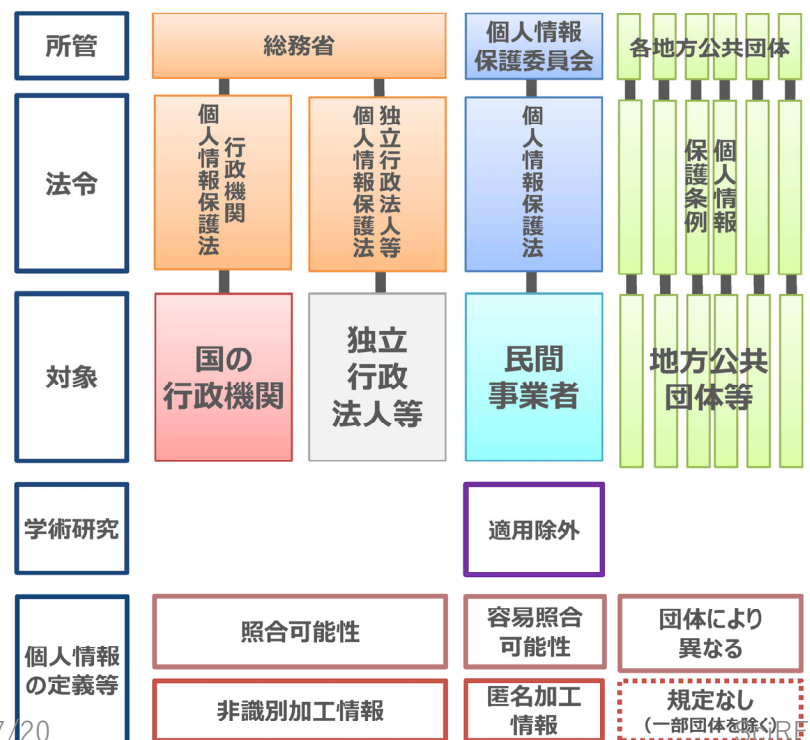 所管
総務省
個人情報
保護委員会
各地方公共団体
法令
行政機関
個人情報保護法
独立行政法人等
個人情報保護法
個人情報保護法
個人情報
保護条例
対象
国の
行政機関
独立
行政
法人等
民間
事業者
地方公共
団体等
学術研究
適用除外
個人情報
の定義等
照合可能性
容易照合
可能性
団体により
異なる
非識別加工情報
匿名加工
情報
規定なし
(一部団体を除く)
7/20